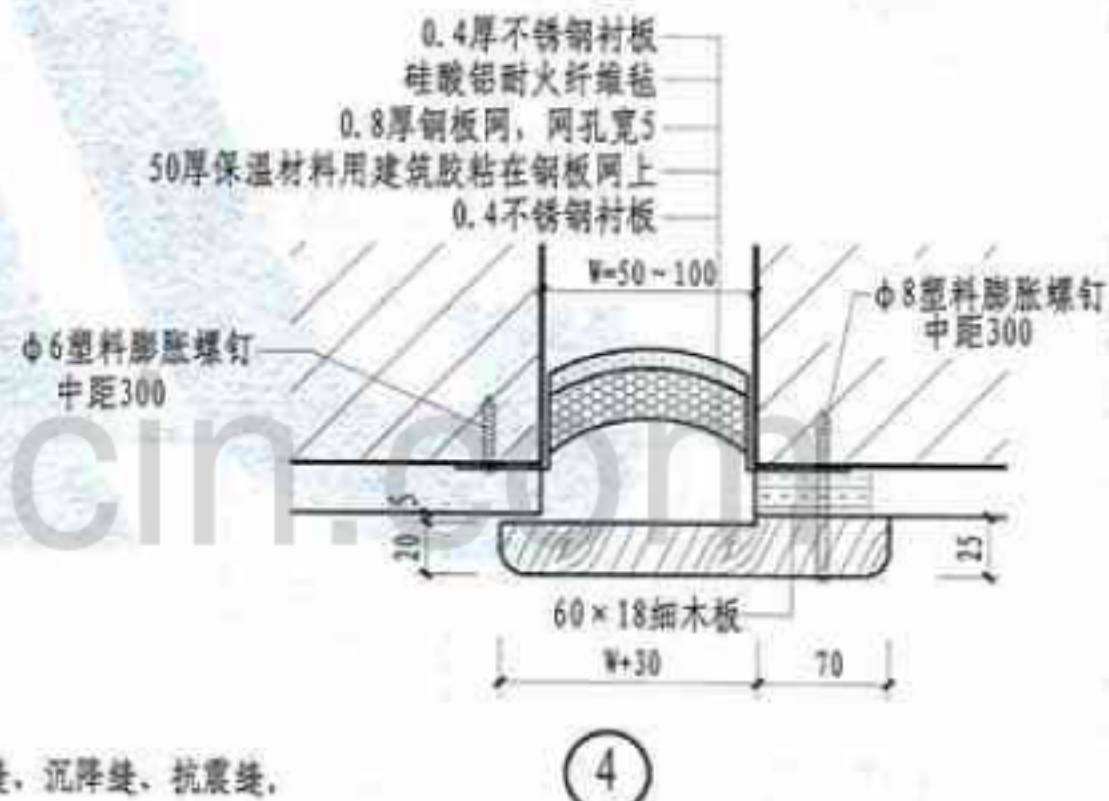 0.4厚不锈钢衬板
硅酸铝耐火纤维毡
0.8厚钢板网，网孔宽5
50厚保温材料用建筑胶粘在钢板网上
0.4不锈钢衬板
W=50~100
ф8塑料膨胀螺钉
中距300
ф6塑料膨胀螺钉
中距300
cin.com
5
20
25
60×18细木板
W+30
70
4
缝、沉降缝、抗震缝.